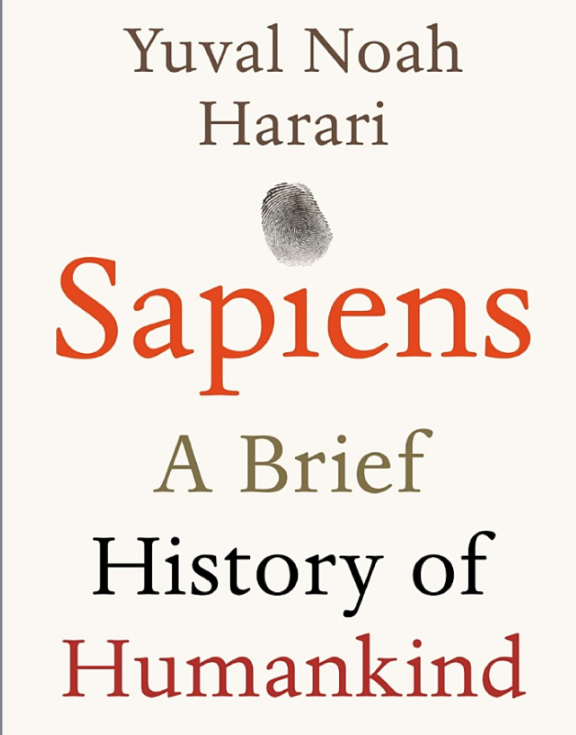 Yuval Noah
Harari
Sapiens
A Brief
History of
Humankind